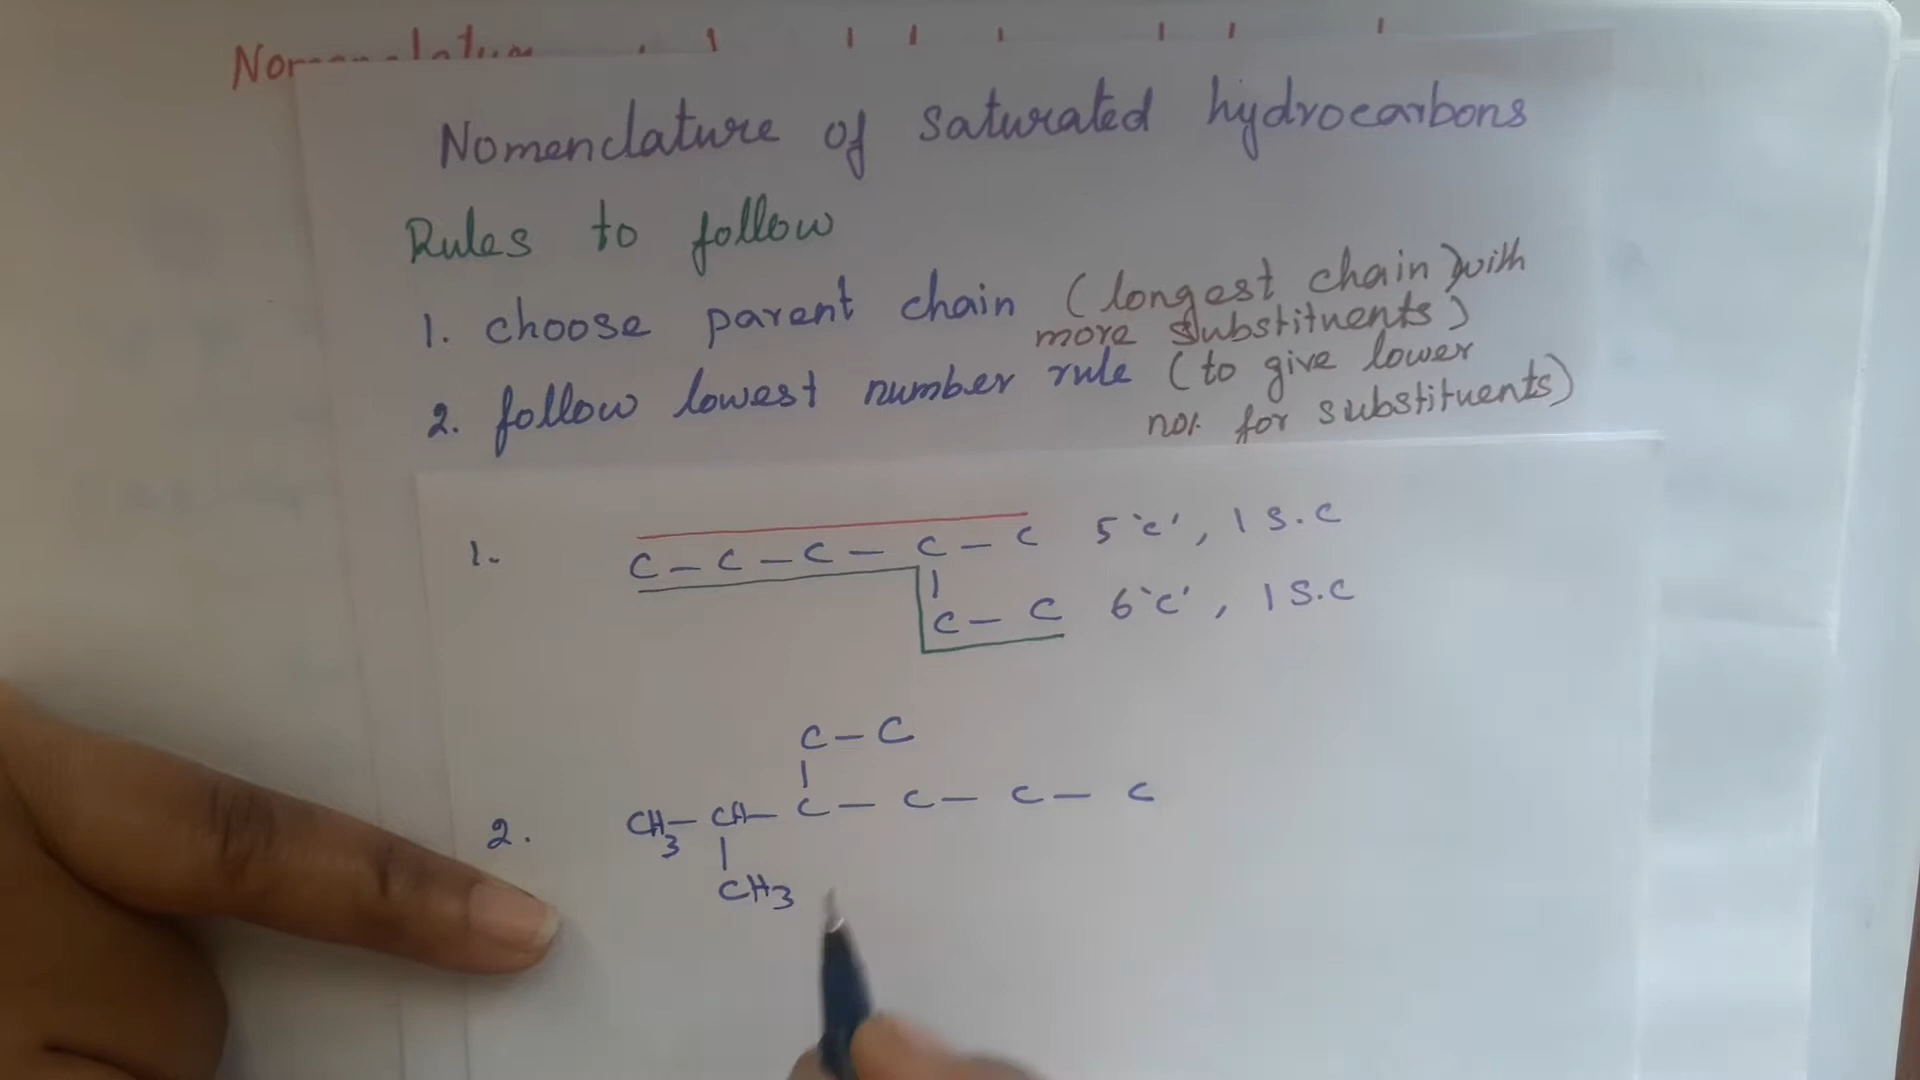 Nomenclature of saturated hydrocarbons
Rules to follow
1. choose parent chain (longest chain) with
more substituents)
2. follow lowest number rule (to give lower
no. for substituents)
1. C - C - C - C - C 5 'c', 1 S.C
|
C - C 6 'c', 1 S.C
C - C
|
2. CH3 - CH - C - C - C - C
|
CH3